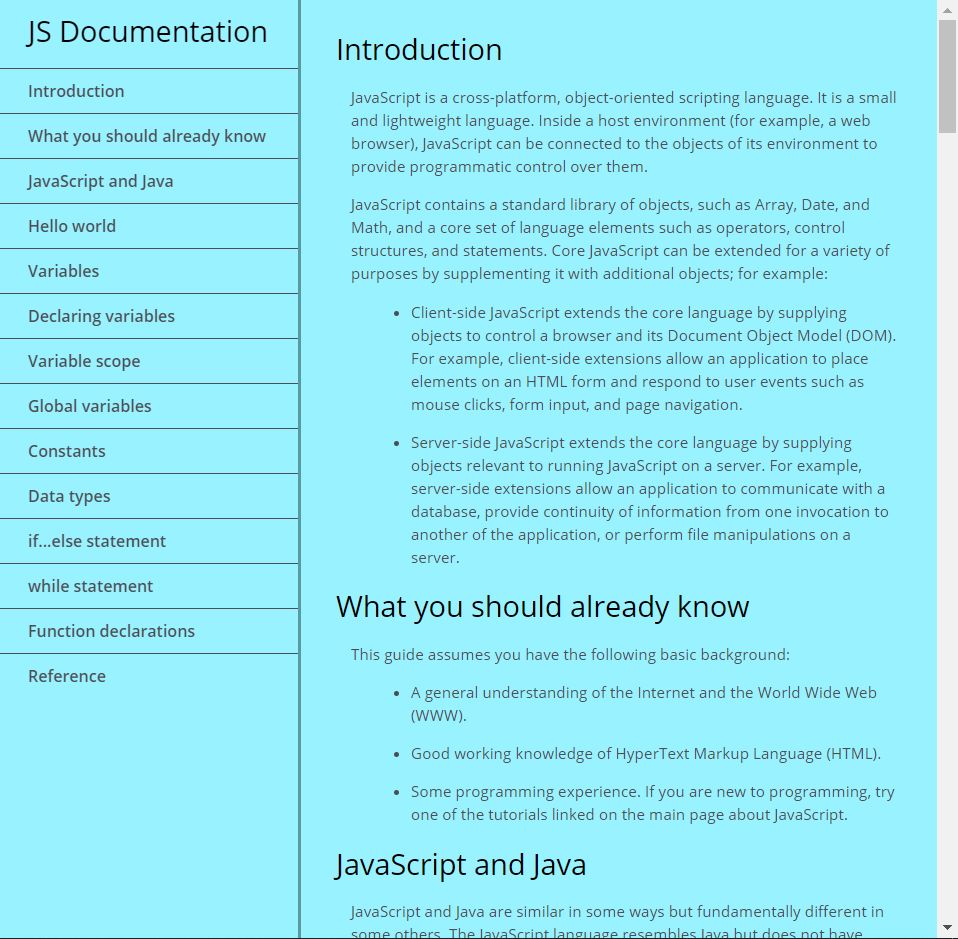 JS Documentation
Introduction
What you should already know
JavaScript and Java
Hello world
Variables
Declaring variables
Variable scope
Global variables
Constants
Data types
if...else statement
while statement
Function declarations
Reference
Introduction
JavaScript is a cross-platform, object-oriented scripting language. It is a small
and lightweight language. Inside a host environment (for example, a web
browser), JavaScript can be connected to the objects of its environment to
provide programmatic control over them.
JavaScript contains a standard library of objects, such as Array, Date, and
Math, and a core set of language elements such as operators, control
structures, and statements. Core JavaScript can be extended for a variety of
purposes by supplementing it with additional objects; for example:
• Client-side JavaScript extends the core language by supplying
objects to control a browser and its Document Object Model (DOM).
For example, client-side extensions allow an application to place
elements on an HTML form and respond to user events such as
mouse clicks, form input, and page navigation.
• Server-side JavaScript extends the core language by supplying
objects relevant to running JavaScript on a server. For example,
server-side extensions allow an application to communicate with a
database, provide continuity of information from one invocation to
another of the application, or perform file manipulations on a
server.
What you should already know
This guide assumes you have the following basic background:
• A general understanding of the Internet and the World Wide Web
(WWW).
• Good working knowledge of HyperText Markup Language (HTML).
• Some programming experience. If you are new to programming, try
one of the tutorials linked on the main page about JavaScript.
JavaScript and Java
JavaScript and Java are similar in some ways but fundamentally different in
some others. The JavaScript language resembles Java but does not have